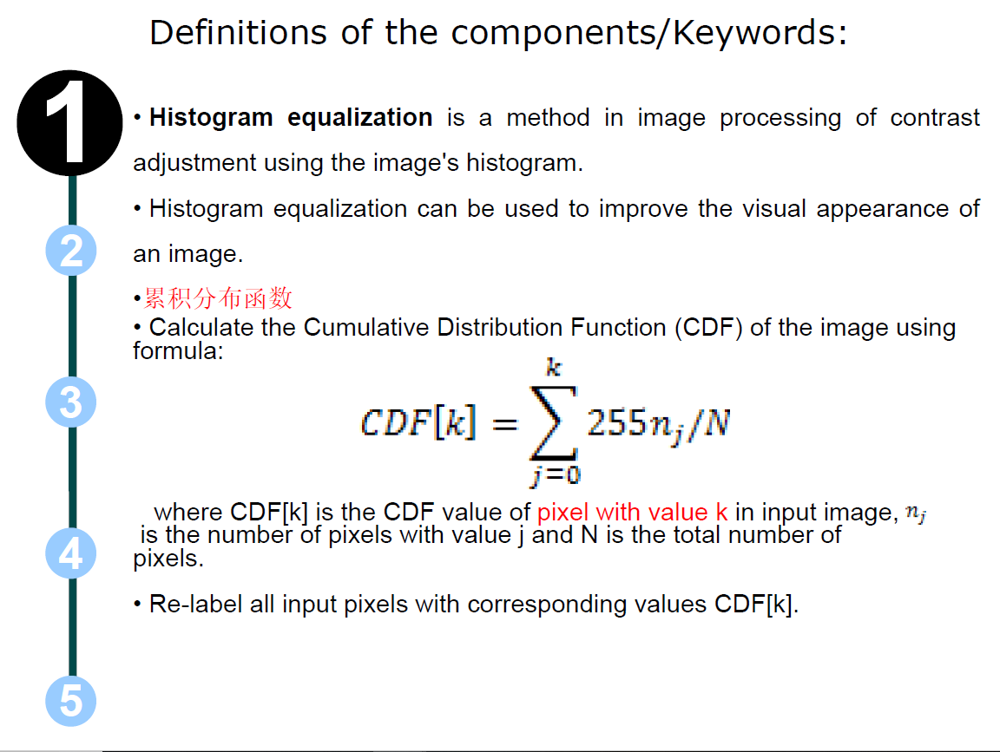 Definitions of the components/Keywords:
1
• Histogram equalization is a method in image processing of contrast
adjustment using the image's histogram.
• Histogram equalization can be used to improve the visual appearance of
2
an image.
•累积分布函数
• Calculate the Cumulative Distribution Function (CDF) of the image using
formula:
3
k
CDF[k] = ∑ 255nⱼ/N
j=0
where CDF[k] is the CDF value of pixel with value k in input image, nⱼ
is the number of pixels with value j and N is the total number of
4
pixels.
• Re-label all input pixels with corresponding values CDF[k].
5